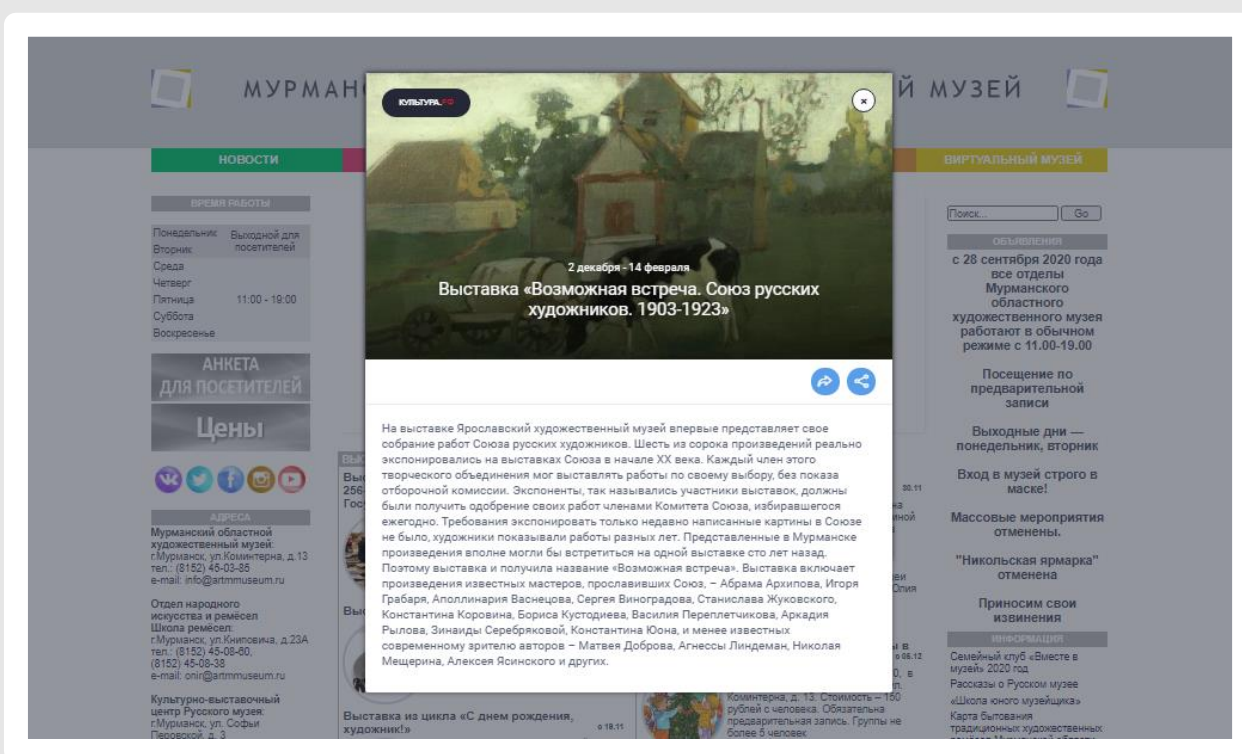 МУРМАН
Й МУЗЕЙ
КУЛЬТУРА.РФ
НОВОСТИ
ВИРТУАЛЬНЫЙ МУЗЕЙ
2 декабря - 14 февраля
Выставка «Возможная встреча. Союз русских
художников. 1903-1923»
На выставке Ярославский художественный музей впервые представляет свое
собрание работ Союза русских художников. Шесть из сорока произведений реально
экспонировались на выставках Союза в начале XX века. Каждый член этого
творческого объединения мог выставлять работы по своему выбору, без показа
отборочной комиссии. Экспоненты, так назывались участники выставок, должны
были получить одобрение своих работ членами Комитета Союза, избиравшегося
ежегодно. Требования экспонировать только недавно написанные картины в Союзе
не было, художники показывали работы разных лет. Представленные в Мурманске
произведения вполне могли бы встретиться на одной выставке сто лет назад.
Поэтому выставка и получила название «Возможная встреча». Выставка включает
произведения известных мастеров, прославивших Союз, – Абрама Архипова, Игоря
Грабаря, Аполлинария Васнецова, Сергея Виноградова, Станислава Жуковского,
Константина Коровина, Бориса Кустодиева, Василия Переплетчикова, Аркадия
Рылова, Зинаиды Серебряковой, Константина Юона, и менее известных
современному зрителю авторов – Матвея Доброва, Агнессы Линдеман, Николая
Мещерина, Алексея Ясинского и других.
ВРЕМЯ РАБОТЫ
Понедельник Выходной для
Вторник посетителей
Среда
Четверг
Пятница 11:00 - 19:00
Суббота
Воскресенье
АНКЕТА
ДЛЯ ПОСЕТИТЕЛЕЙ
Цены
АДРЕСА
Мурманский областной
художественный музей:
г.Мурманск, ул.Коминтерна, д.13
тел.: (8152) 45-03-85
e-mail: info@artmmuseum.ru
Отдел народного
искусства и ремёсел
Школа ремёсел:
г.Мурманск, ул.Книповича, д.23А
тел.: (8152) 45-08-60,
(8152) 45-08-38
e-mail: onir@artmmuseum.ru
Культурно-выставочный
центр Русского музея:
г.Мурманск, ул. Софьи
Перовской, д. 3
256-
Гос
30.11
Выставка из цикла «С днем рождения,
художник!»
с 18.11
с 06.12
Коминтерна, д. 13. Стоимость – 150
рублей с человека. Обязательна
предварительная запись. Группы не
более 5 человек
Поиск... Go
ОБЪЯВЛЕНИЯ
с 28 сентября 2020 года
все отделы
Мурманского
областного
художественного музея
работают в обычном
режиме с 11.00-19.00
Посещение по
предварительной
записи
Выходные дни —
понедельник, вторник
Вход в музей строго в
маске!
Массовые мероприятия
отменены.
"Никольская ярмарка"
отменена
Приносим свои
извинения
ИНФОРМАЦИЯ
Семейный клуб «Вместе в
музей» 2020 год
Рассказы о Русском музее
«Школа юного музейщика»
Карта бытования
традиционных художественных